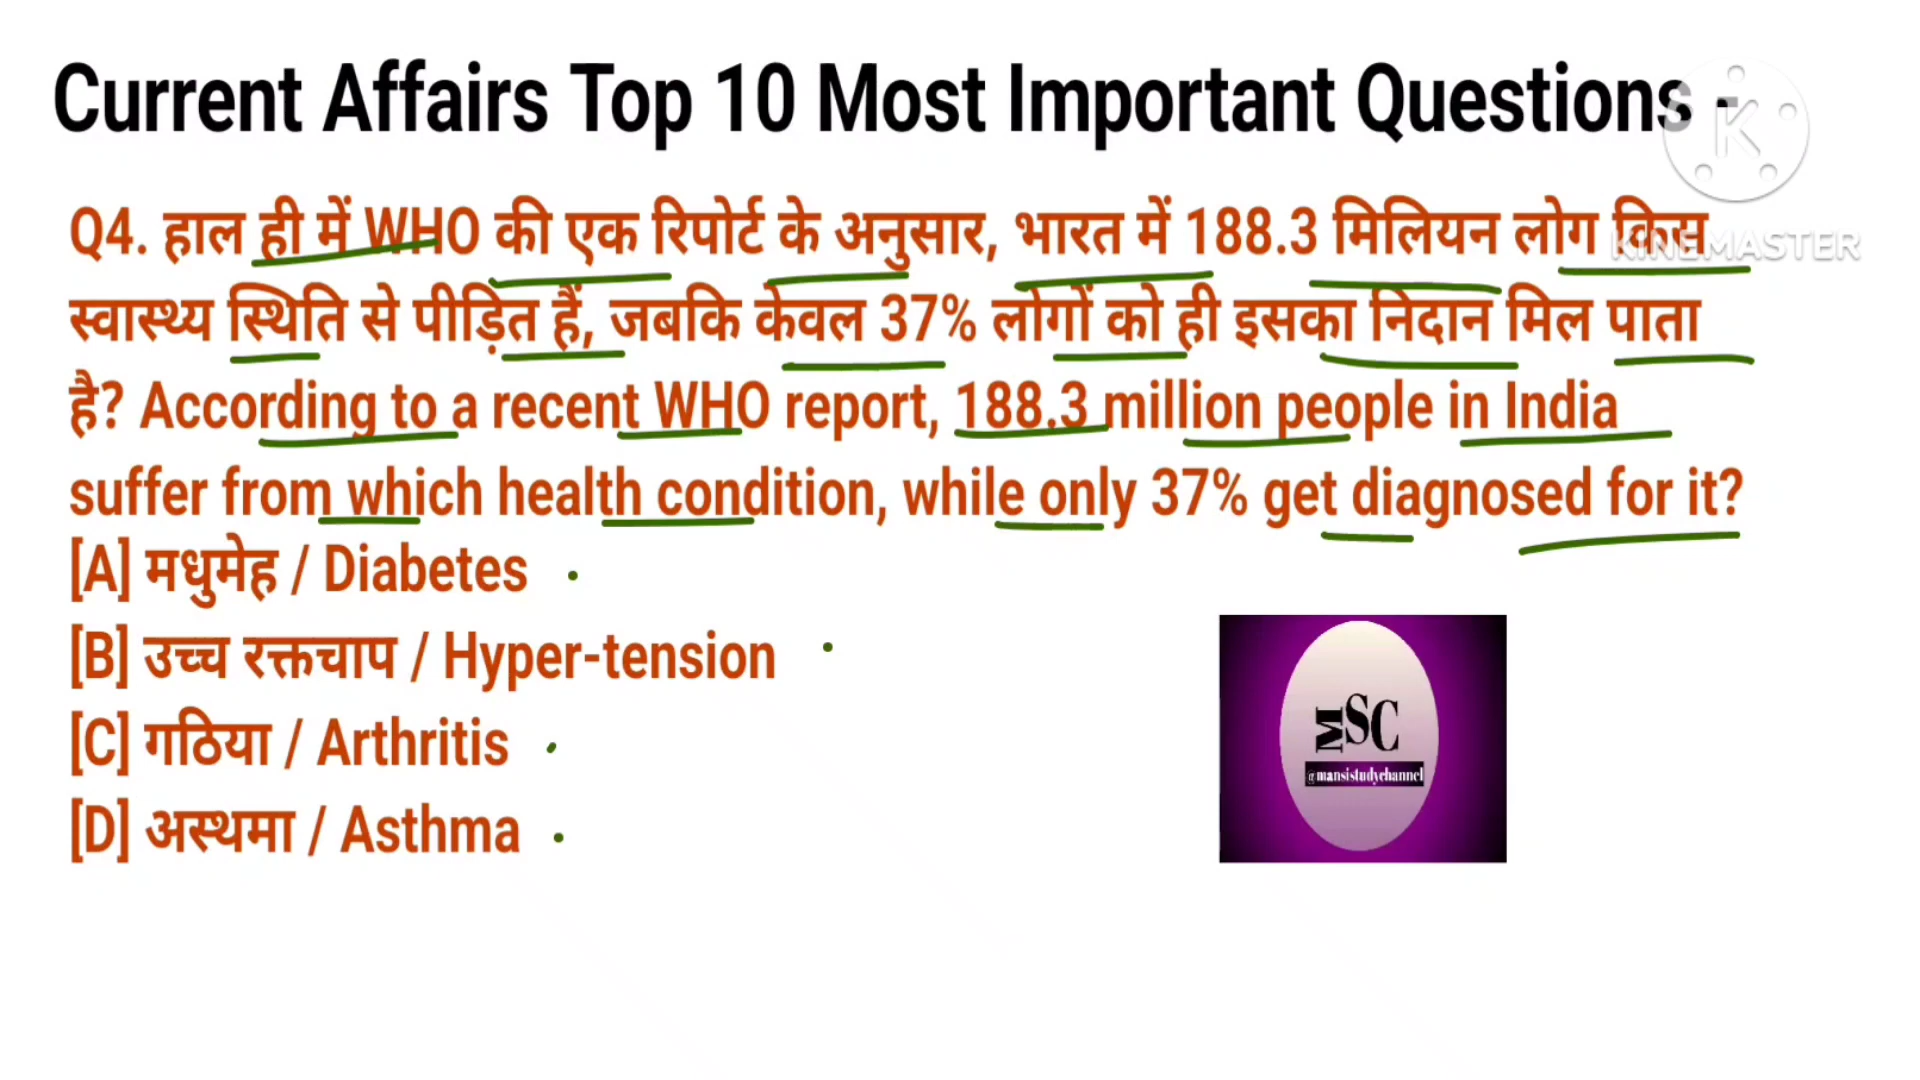 Current Affairs Top 10 Most Important Questions -
Q4. हाल ही में WHO की एक रिपोर्ट के अनुसार, भारत में 188.3 मिलियन लोग किस
स्वास्थ्य स्थिति से पीड़ित हैं, जबकि केवल 37% लोगों को ही इसका निदान मिल पाता
है? According to a recent WHO report, 188.3 million people in India
suffer from which health condition, while only 37% get diagnosed for it?
[A] मधुमेह / Diabetes
[B] उच्च रक्तचाप / Hyper-tension
[C] गठिया / Arthritis
[D] अस्थमा / Asthma
K
KINEMASTER
MSC
@mansistudychannel